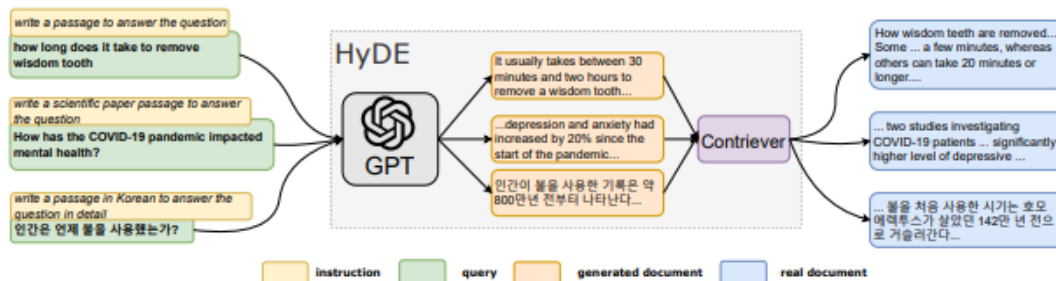 write a passage to answer the question
how long does it take to remove
wisdom tooth
write a scientific paper passage to answer
the question
How has the COVID-19 pandemic impacted
mental health?
write a passage in Korean to answer the
question in detail
인간은 언제 불을 사용했는가?
HyDE
GPT
It usually takes between 30
minutes and two hours to
remove a wisdom tooth...
...depression and anxiety had
increased by 20% since the
start of the pandemic...
인간이 불을 사용한 기록은 약
800만년 전부터 나타난다...
Contriever
How wisdom teeth are removed...
Some ... a few minutes, whereas
others can take 20 minutes or
longer....
... two studies investigating
COVID-19 patients ... significantly
higher level of depressive ...
... 불을 처음 사용한 시기는 호모
에렉투스가 살았던 142만 년 전으
로 거슬러간다...
instruction
query
generated document
real document